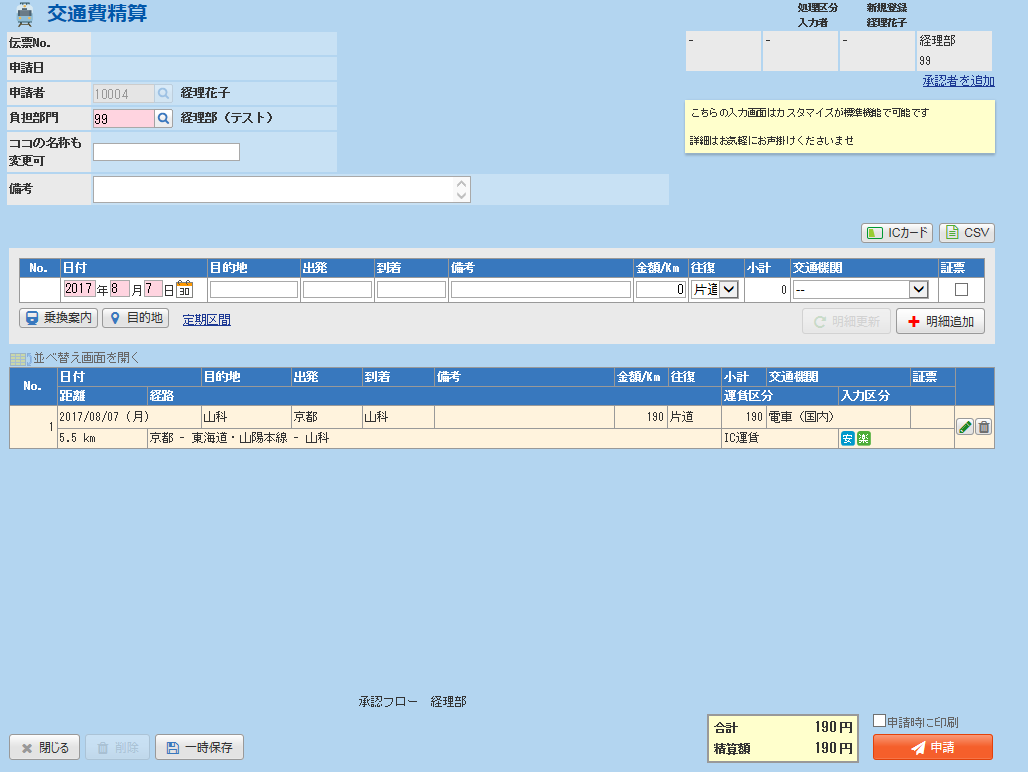 交通費精算
処理区分 新規登録
入力者 経理花子
- - - 経理部
99
承認者を追加
伝票No.
申請日
申請者 10004 経理花子
負担部門 99 経理部（テスト）
ココの名称も
変更可
備考
こちらの入力画面はカスタマイズが標準機能で可能です
詳細はお気軽にお声掛けくださいませ
ICカード CSV
No. 日付 目的地 出発 到着 備考 金額/Km 往復 小計 交通機関 証票
2017 年 8 月 7 日 30 0 片道 0 --
乗換案内 目的地 定期区間 明細更新 明細追加
並べ替え画面を開く
No. 日付 目的地 出発 到着 備考 金額/Km 往復 小計 交通機関 証票
距離 経路 運賃区分 入力区分
1 2017/08/07（月） 山科 京都 山科 190 片道 190 電車（国内）
5.5 km 京都 - 東海道・山陽本線 - 山科 IC運賃 安 楽
承認フロー 経理部
合計 190円
精算額 190円
申請時に印刷
閉じる 削除 一時保存 申請